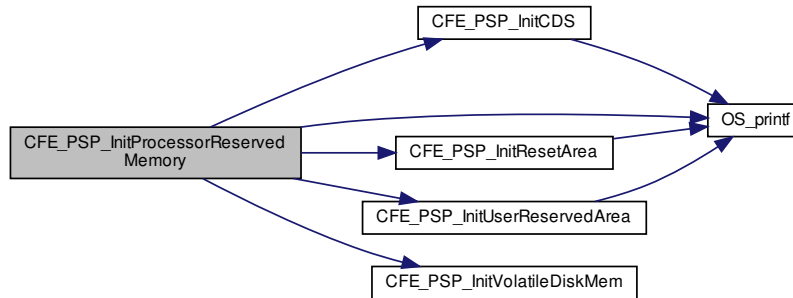 CFE_PSP_InitCDS
OS_printf
CFE_PSP_InitProcessorReserved
Memory
CFE_PSP_InitResetArea
CFE_PSP_InitUserReservedArea
CFE_PSP_InitVolatileDiskMem